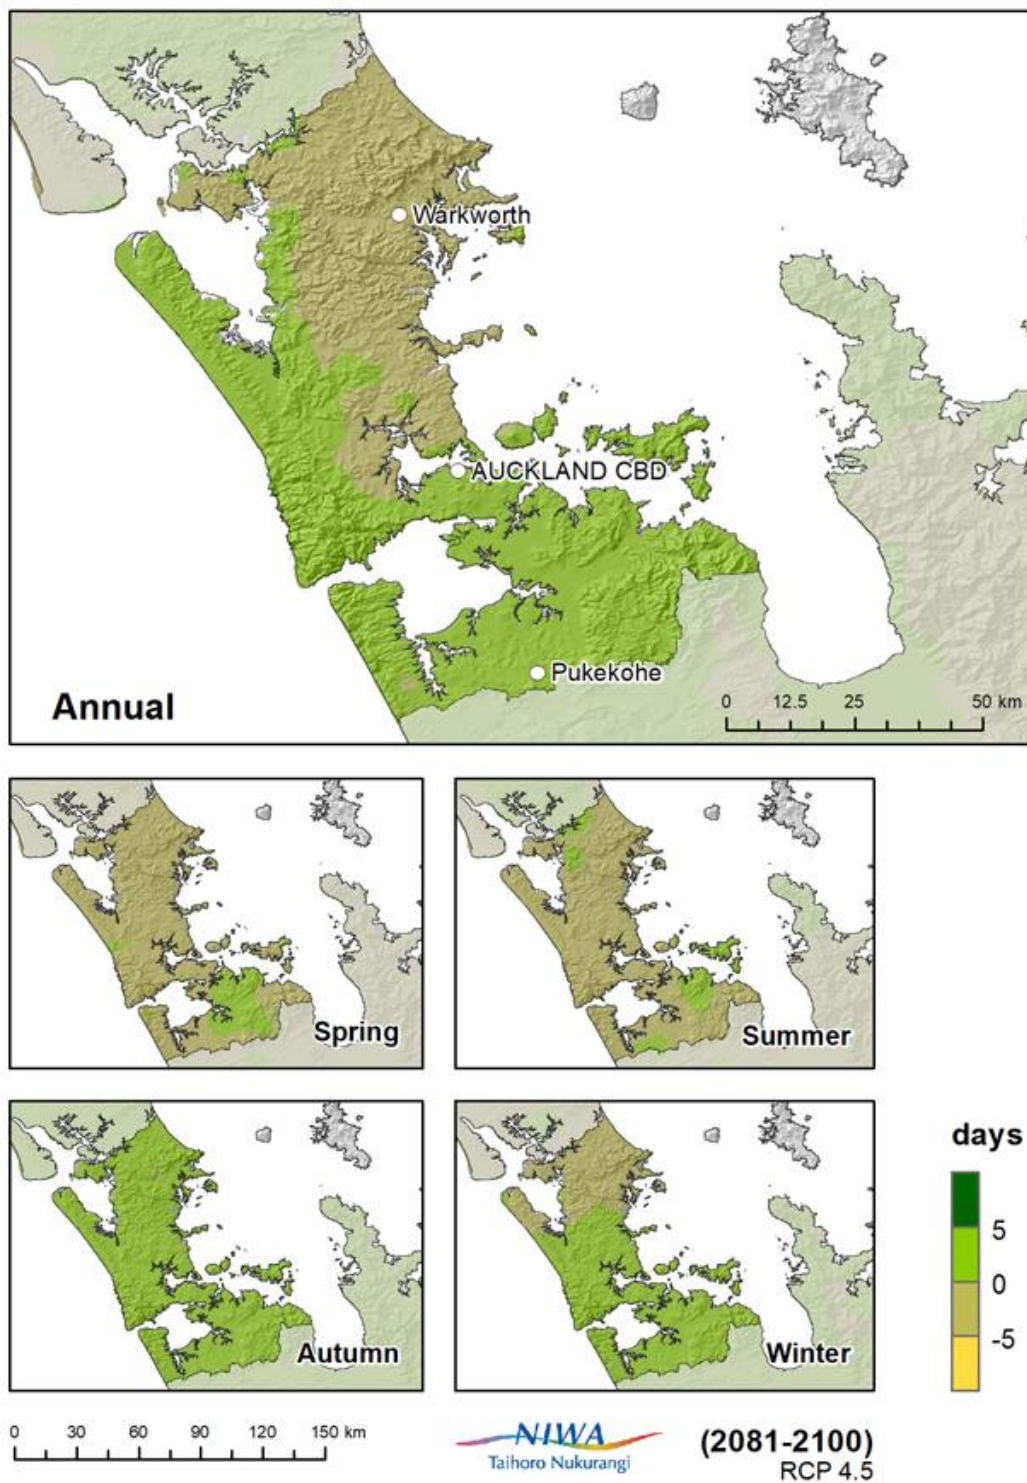 Warkworth
AUCKLAND CBD
Pukekohe
Annual
0 12.5 25 50 km
Spring
Summer
Autumn
Winter
days
5
0
-5
0 30 60 90 120 150 km
NIWA
Taihoro Nukurangi
(2081-2100)
RCP 4.5